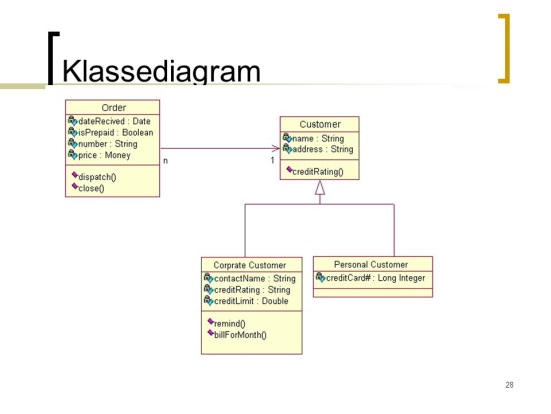 Klassediagram
Order
dateRecived : Date
isPrepaid : Boolean
number : String
price : Money
dispatch()
close()
n
1
Customer
name : String
address : String
creditRating()
Corprate Customer
contactName : String
creditRating : String
creditLimit : Double
remind()
billForMonth()
Personal Customer
creditCard# : Long Integer
28